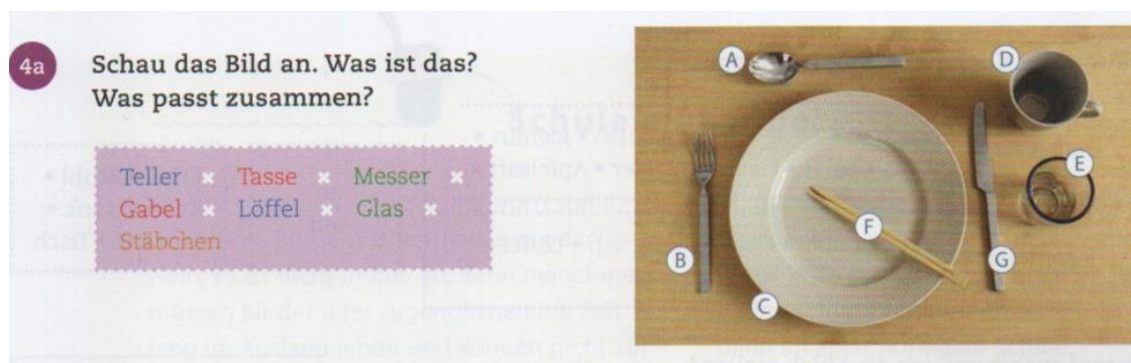 4a
Schau das Bild an. Was ist das?
Was passt zusammen?
Teller × Tasse × Messer ×
Gabel × Löffel × Glas ×
Stäbchen
A
D
E
F
B
G
C